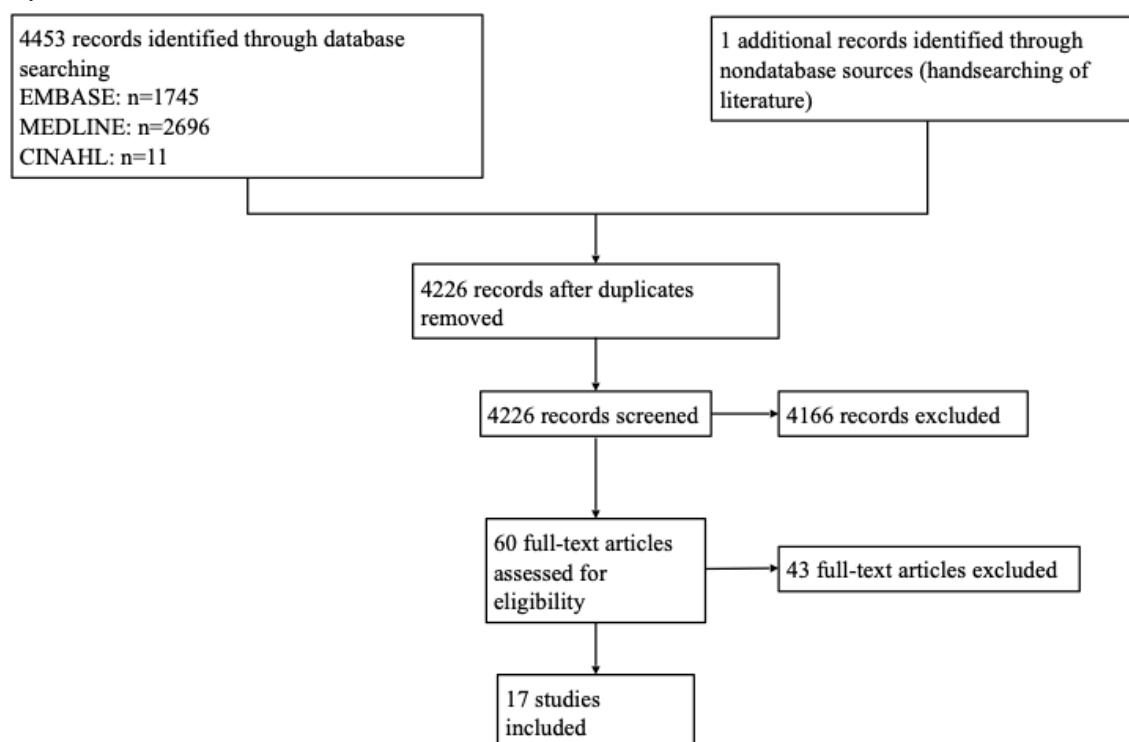 4453 records identified through database
searching
EMBASE: n=1745
MEDLINE: n=2696
CINAHL: n=11
1 additional records identified through
nondatabase sources (handsearching of
literature)
4226 records after duplicates
removed
4226 records screened
4166 records excluded
60 full-text articles
assessed for
eligibility
43 full-text articles excluded
17 studies
included